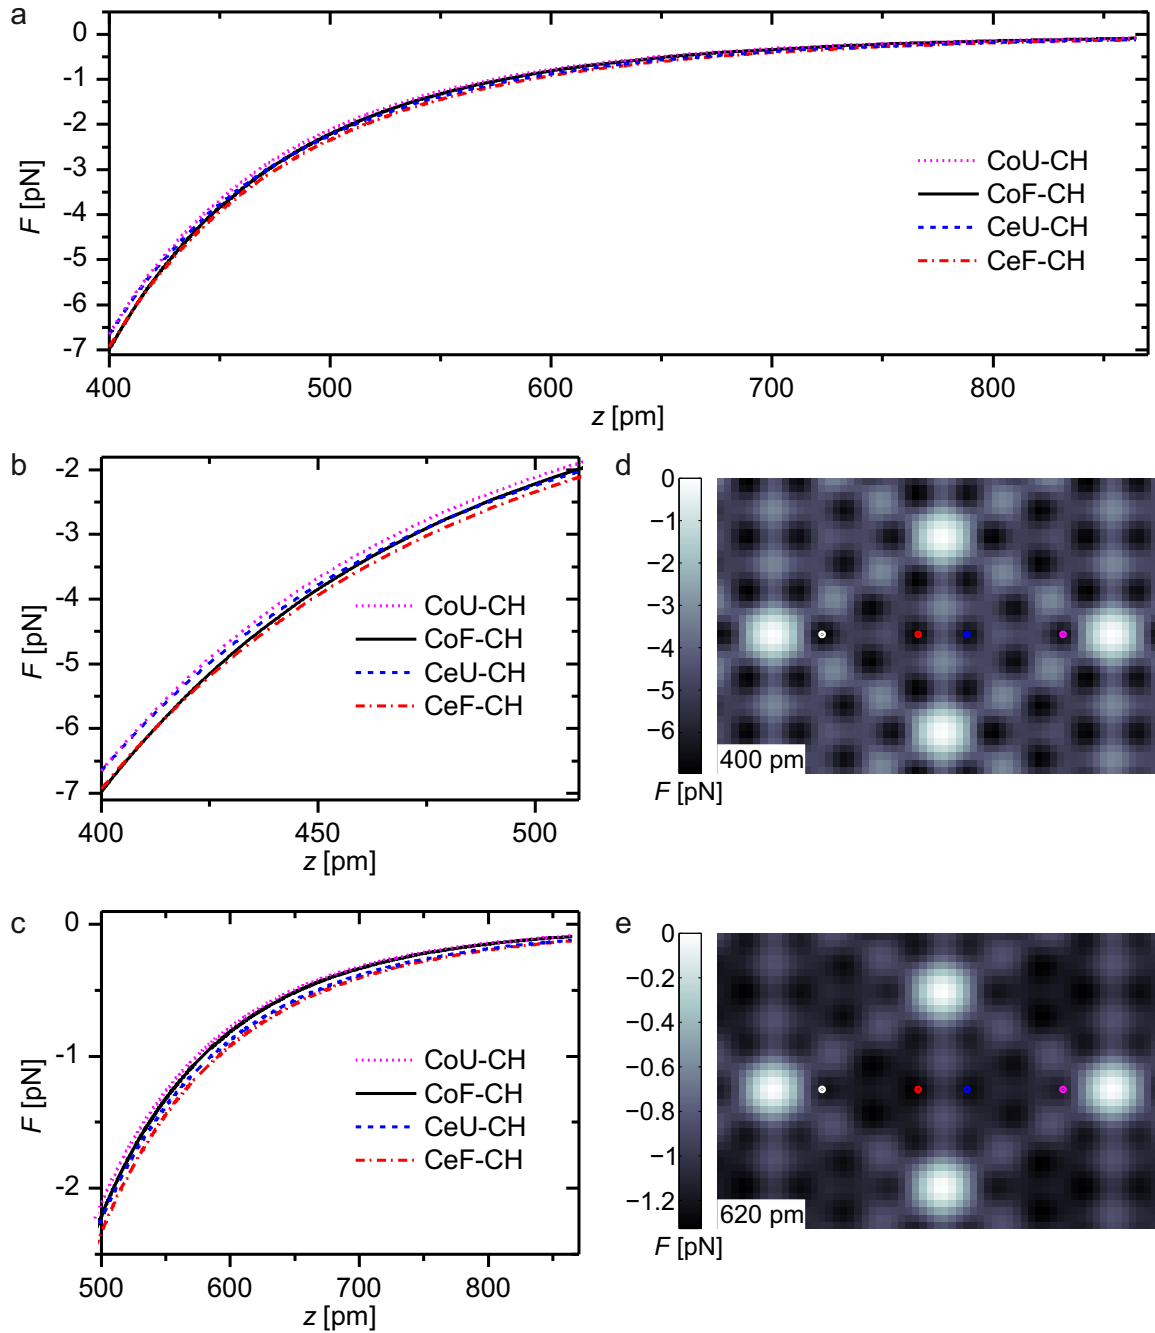 a
0
-1
-2
-3
-4
-5
-6
-7
F [pN]
CoU-CH
CoF-CH
CeU-CH
CeF-CH
400 500 600 700 800
z [pm]
b
-2
-3
-4
-5
-6
-7
F [pN]
CoU-CH
CoF-CH
CeU-CH
CeF-CH
400 450 500
z [pm]
d
0
−1
−2
−3
−4
−5
−6
F [pN]
400 pm
c
0
-1
-2
F [pN]
CoU-CH
CoF-CH
CeU-CH
CeF-CH
500 600 700 800
z [pm]
e
0
−0.2
−0.4
−0.6
−0.8
−1
−1.2
F [pN]
620 pm